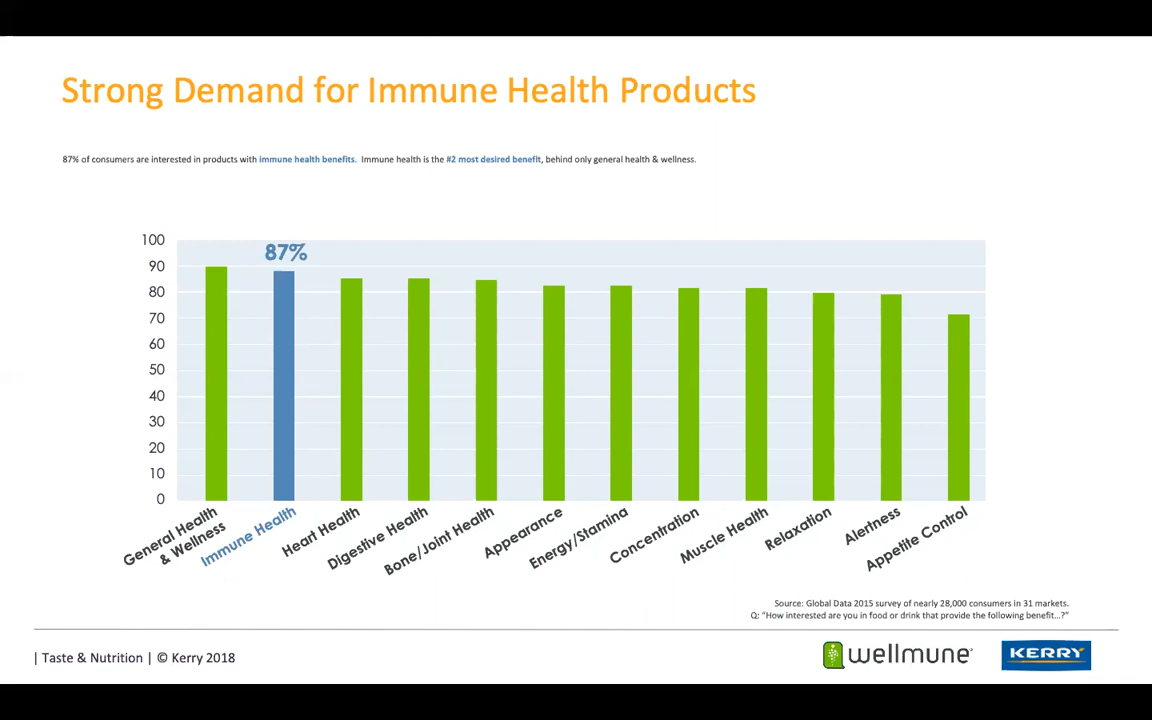 Strong Demand for Immune Health Products
87% of consumers are interested in products with immune health benefits. Immune health is the #2 most desired benefit, behind only general health & wellness.
100
90
80
70
60
50
40
30
20
10
0
87%
General Health
& Wellness
Immune Health
Heart Health
Digestive Health
Bone/Joint Health
Appearance
Energy/Stamina
Concentration
Muscle Health
Relaxation
Alertness
Appetite Control
Source: Global Data 2015 survey of nearly 28,000 consumers in 31 markets.
Q: “How interested are you in food or drink that provide the following benefit…?”
| Taste & Nutrition | © Kerry 2018
wellmune
KERRY